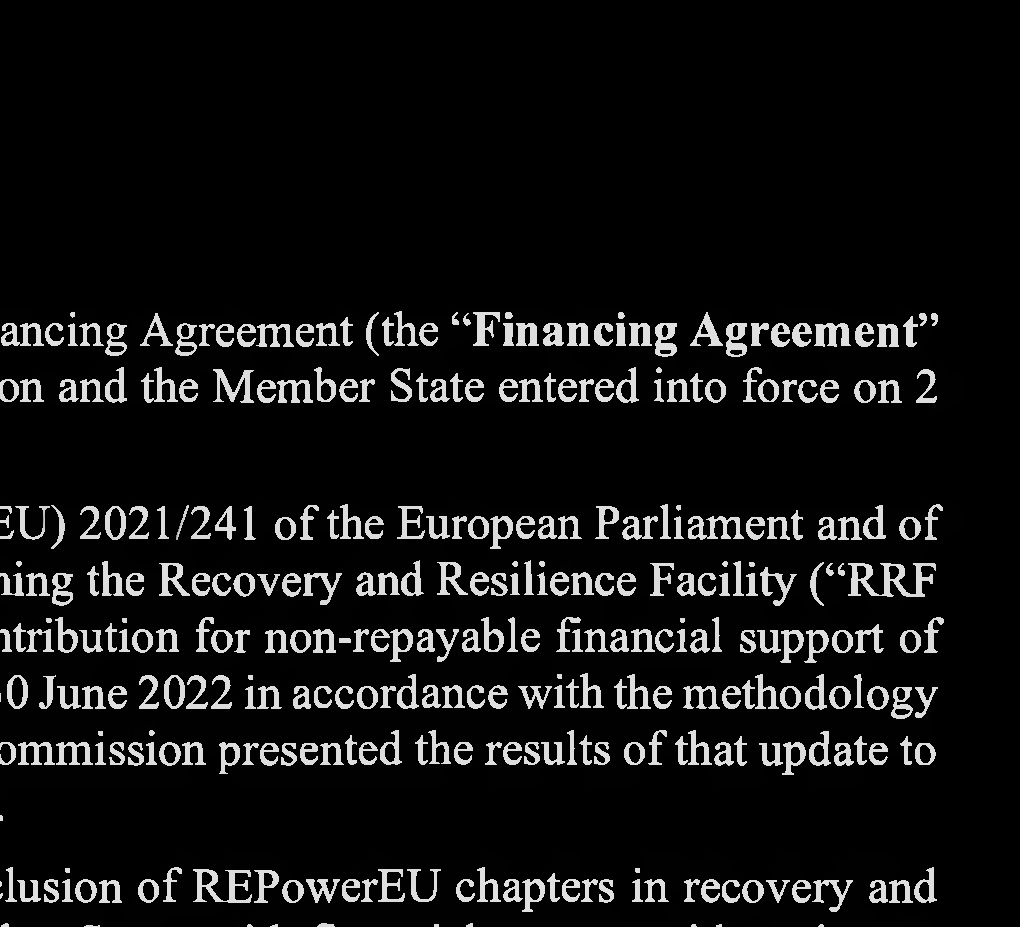 ancing Agreement (the “Financing Agreement”
on and the Member State entered into force on 2
EU) 2021/241 of the European Parliament and of
the Recovery and Resilience Facility (“RRF
ntribution for non-repayable financial support of
0 June 2022 in accordance with the methodology
ommission presented the results of that update to
.
clusion of REPowerEU chapters in recovery and